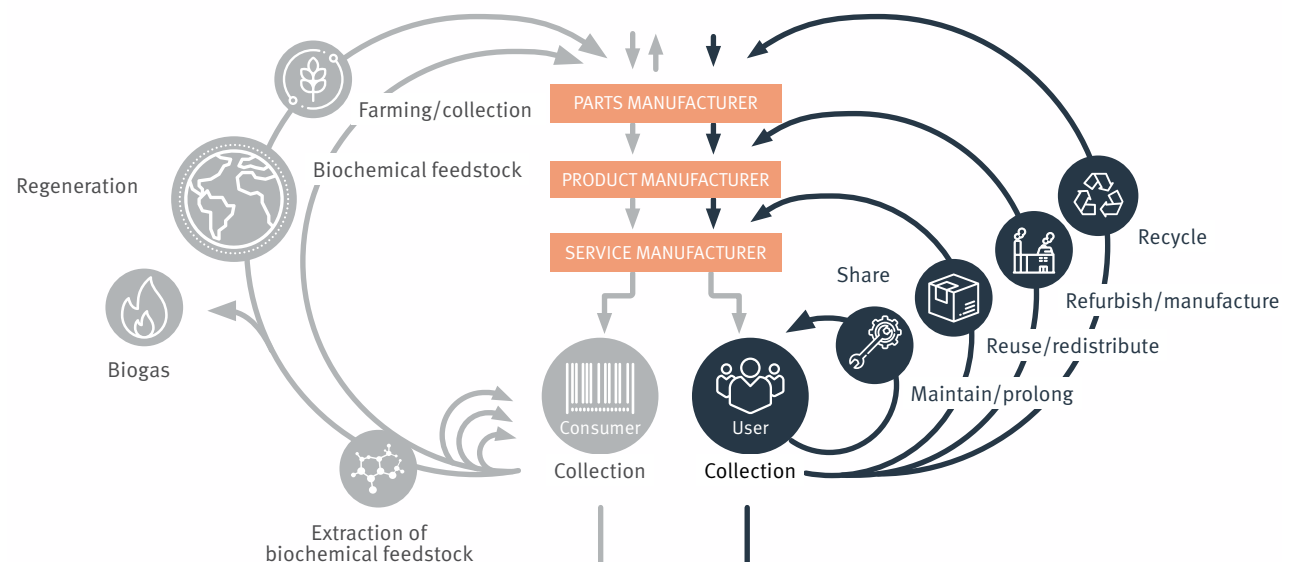 PARTS MANUFACTURER
Farming/collection
Biochemical feedstock
PRODUCT MANUFACTURER
Regeneration
Recycle
SERVICE MANUFACTURER
Share
Refurbish/manufacture
Reuse/redistribute
Biogas
Maintain/prolong
Consumer
User
Collection
Collection
Extraction of
biochemical feedstock